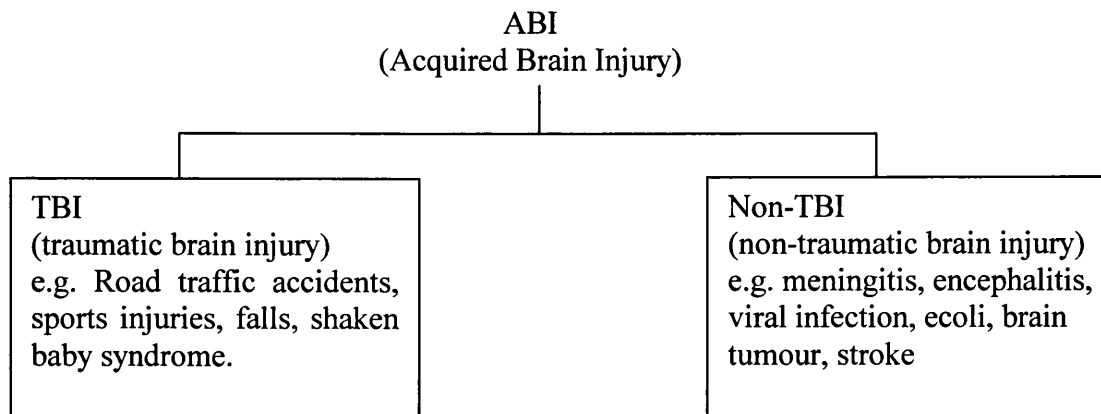 ABI
(Acquired Brain Injury)
TBI
(traumatic brain injury)
e.g. Road traffic accidents,
sports injuries, falls, shaken
baby syndrome.
Non-TBI
(non-traumatic brain injury)
e.g. meningitis, encephalitis,
viral infection, ecoli, brain
tumour, stroke